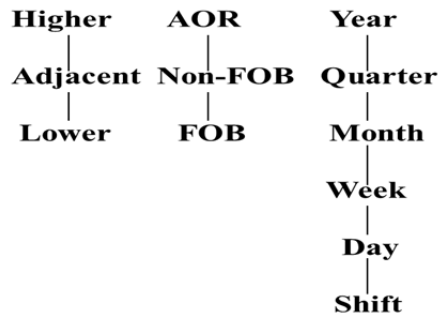 Higher AOR Year
Adjacent Non-FOB Quarter
Lower FOB Month
Week
Day
Shift